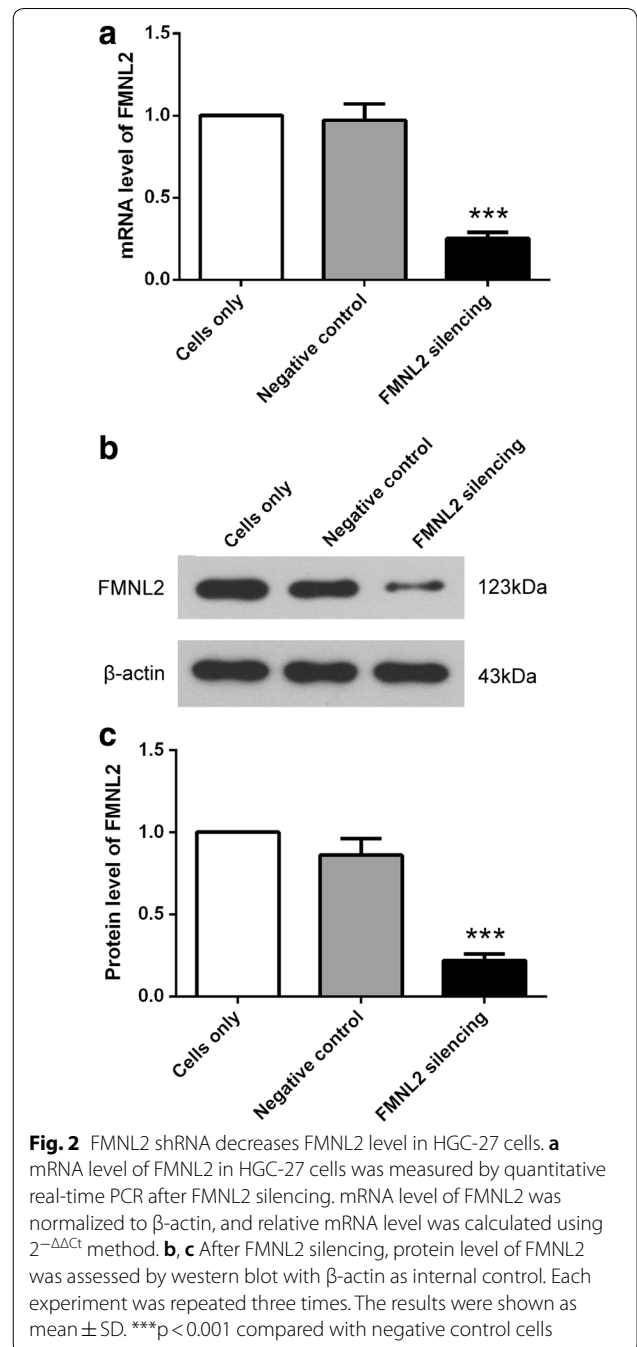 a
1.5
1.0
0.5
0.0
mRNA level of FMNL2
***
Cells only
Negative control
FMNL2 silencing
b
Cells only
Negative control
FMNL2 silencing
FMNL2
123kDa
β-actin
43kDa
c
1.5
1.0
0.5
0.0
Protein level of FMNL2
***
Cells only
Negative control
FMNL2 silencing
Fig. 2 FMNL2 shRNA decreases FMNL2 level in HGC-27 cells. a
mRNA level of FMNL2 in HGC-27 cells was measured by quantitative
real-time PCR after FMNL2 silencing. mRNA level of FMNL2 was
normalized to β-actin, and relative mRNA level was calculated using
2−ΔΔCt method. b, c After FMNL2 silencing, protein level of FMNL2
was assessed by western blot with β-actin as internal control. Each
experiment was repeated three times. The results were shown as
mean ± SD. ***p < 0.001 compared with negative control cells